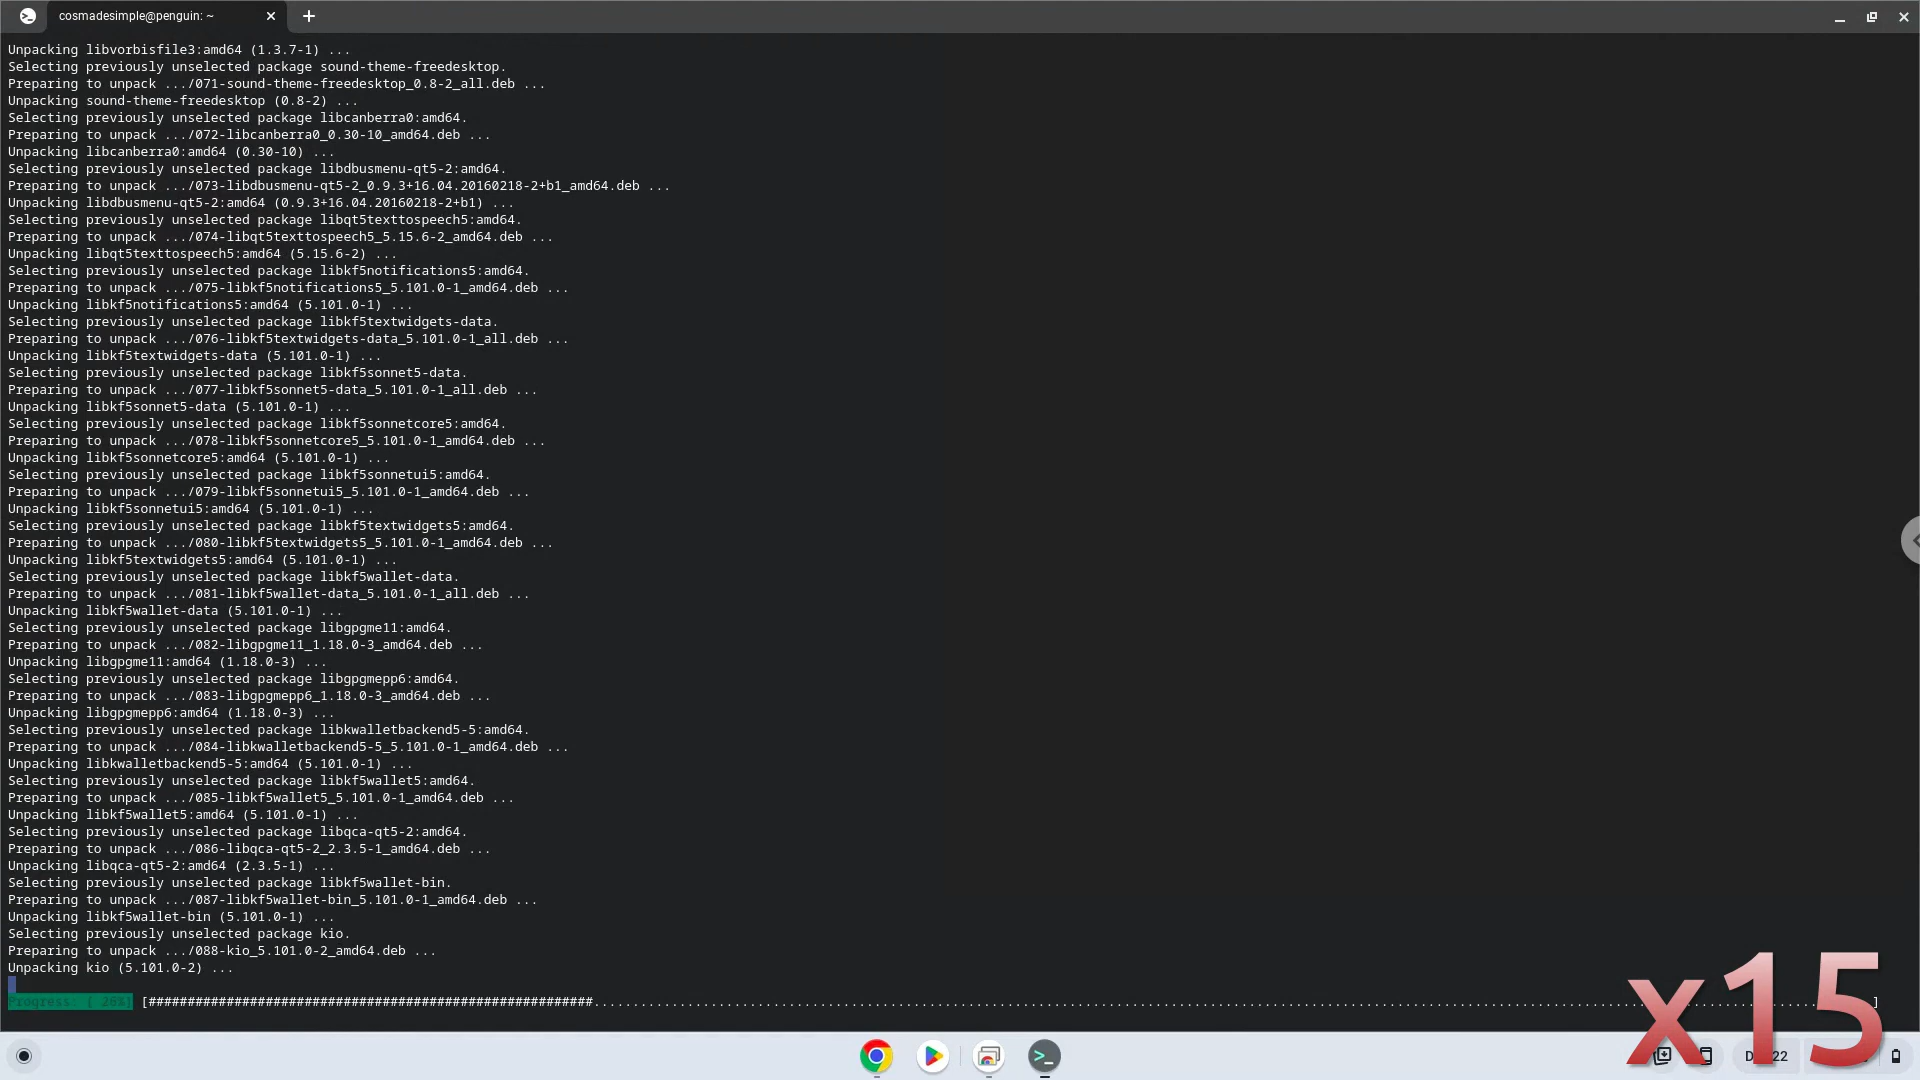 cosmadesimple@penguin: ~
Unpacking libvorbisfile3:amd64 (1.3.7-1) ...
Selecting previously unselected package sound-theme-freedesktop.
Preparing to unpack .../071-sound-theme-freedesktop_0.8-2_all.deb ...
Unpacking sound-theme-freedesktop (0.8-2) ...
Selecting previously unselected package libcanberra0:amd64.
Preparing to unpack .../072-libcanberra0_0.30-10_amd64.deb ...
Unpacking libcanberra0:amd64 (0.30-10) ...
Selecting previously unselected package libdbusmenu-qt5-2:amd64.
Preparing to unpack .../073-libdbusmenu-qt5-2_0.9.3+16.04.20160218-2+b1_amd64.deb ...
Unpacking libdbusmenu-qt5-2:amd64 (0.9.3+16.04.20160218-2+b1) ...
Selecting previously unselected package libqt5texttospeech5:amd64.
Preparing to unpack .../074-libqt5texttospeech5_5.15.6-2_amd64.deb ...
Unpacking libqt5texttospeech5:amd64 (5.15.6-2) ...
Selecting previously unselected package libkf5notifications5:amd64.
Preparing to unpack .../075-libkf5notifications5_5.101.0-1_amd64.deb ...
Unpacking libkf5notifications5:amd64 (5.101.0-1) ...
Selecting previously unselected package libkf5textwidgets-data.
Preparing to unpack .../076-libkf5textwidgets-data_5.101.0-1_all.deb ...
Unpacking libkf5textwidgets-data (5.101.0-1) ...
Selecting previously unselected package libkf5sonnet5-data.
Preparing to unpack .../077-libkf5sonnet5-data_5.101.0-1_all.deb ...
Unpacking libkf5sonnet5-data (5.101.0-1) ...
Selecting previously unselected package libkf5sonnetcore5:amd64.
Preparing to unpack .../078-libkf5sonnetcore5_5.101.0-1_amd64.deb ...
Unpacking libkf5sonnetcore5:amd64 (5.101.0-1) ...
Selecting previously unselected package libkf5sonnetui5:amd64.
Preparing to unpack .../079-libkf5sonnetui5_5.101.0-1_amd64.deb ...
Unpacking libkf5sonnetui5:amd64 (5.101.0-1) ...
Selecting previously unselected package libkf5textwidgets5:amd64.
Preparing to unpack .../080-libkf5textwidgets5_5.101.0-1_amd64.deb ...
Unpacking libkf5textwidgets5:amd64 (5.101.0-1) ...
Selecting previously unselected package libkf5wallet-data.
Preparing to unpack .../081-libkf5wallet-data_5.101.0-1_all.deb ...
Unpacking libkf5wallet-data (5.101.0-1) ...
Selecting previously unselected package libgpgme11:amd64.
Preparing to unpack .../082-libgpgme11_1.18.0-3_amd64.deb ...
Unpacking libgpgme11:amd64 (1.18.0-3) ...
Selecting previously unselected package libgpgmepp6:amd64.
Preparing to unpack .../083-libgpgmepp6_1.18.0-3_amd64.deb ...
Unpacking libgpgmepp6:amd64 (1.18.0-3) ...
Selecting previously unselected package libkwalletbackend5-5:amd64.
Preparing to unpack .../084-libkwalletbackend5-5_5.101.0-1_amd64.deb ...
Unpacking libkwalletbackend5-5:amd64 (5.101.0-1) ...
Selecting previously unselected package libkf5wallet5:amd64.
Preparing to unpack .../085-libkf5wallet5_5.101.0-1_amd64.deb ...
Unpacking libkf5wallet5:amd64 (5.101.0-1) ...
Selecting previously unselected package libqca-qt5-2:amd64.
Preparing to unpack .../086-libqca-qt5-2_2.3.5-1_amd64.deb ...
Unpacking libqca-qt5-2:amd64 (2.3.5-1) ...
Selecting previously unselected package libkf5wallet-bin.
Preparing to unpack .../087-libkf5wallet-bin_5.101.0-1_amd64.deb ...
Unpacking libkf5wallet-bin (5.101.0-1) ...
Selecting previously unselected package kio.
Preparing to unpack .../088-kio_5.101.0-2_amd64.deb ...
Unpacking kio (5.101.0-2) ...
Progress: [ 26%] [#########################################################.....]
x15
22